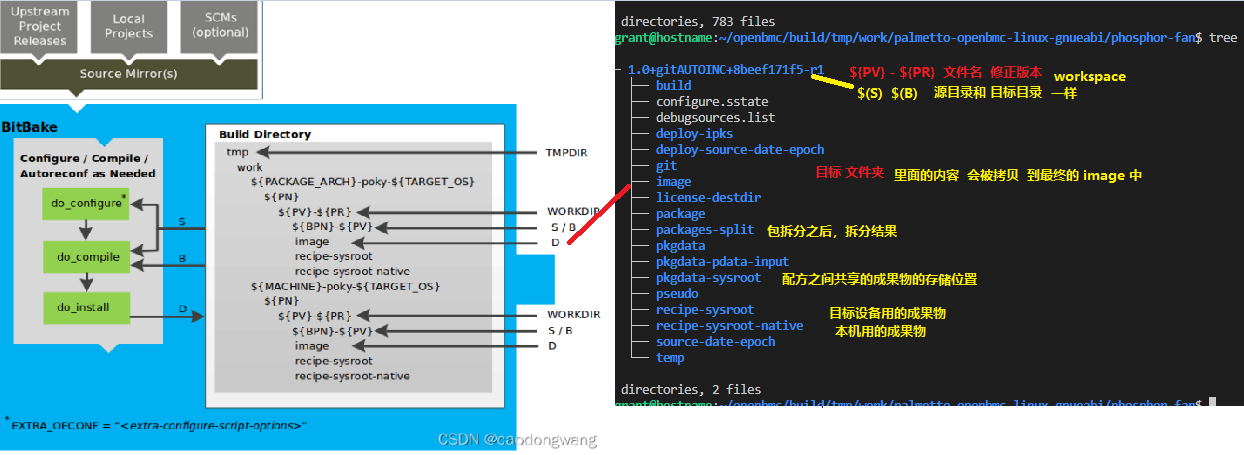 Upstream
Project
Releases
Local
Projects
SCMs
(optional)
Source Mirror(s)
BitBake
Configure / Compile /
Autoreconf as Needed
do_configure*
do_compile
do_install
S
B
D
Build Directory
tmp
TMPDIR
work
${PACKAGE_ARCH}-poky-${TARGET_OS}
${PN}
${PV}-${PR}
WORKDIR
${BPN}-${PV}
S / B
image
D
recipe-sysroot
recipe-sysroot-native
${MACHINE}-poky-${TARGET_OS}
${PN}
${PV}-${PR}
WORKDIR
${BPN}-${PV}
S / B
image
D
recipe-sysroot
recipe-sysroot-native
* EXTRA_OECONF = "<extra-configure-script-options>"
CSDN @caodongwang
directories, 783 files
grant@hostname:~/openbmc/build/tmp/work/palmetto-openbmc-linux-gnueabi/phosphor-fan$ tree
1.0+gitAUTOINC+8beef171f5-r1
${PV} - ${PR} 文件名 修正版本 workspace
build
$(S) $(B) 源目录和 目标目录 一样
configure.sstate
debugsources.list
deploy-ipks
deploy-source-date-epoch
git
image
目标 文件夹 里面的内容 会被拷贝 到最终的 image 中
license-destdir
package
packages-split 包拆分之后，拆分结果
pkgdata
pkgdata-pdata-input
pkgdata-sysroot 配方之间共享的成果物的存储位置
pseudo
recipe-sysroot 目标设备用的成果物
recipe-sysroot-native 本机用的成果物
source-date-epoch
temp
directories, 2 files
grant@hostname:~/openbmc/build/tmp/work/palmetto-openbmc-linux-gnueabi/phosphor-fan$